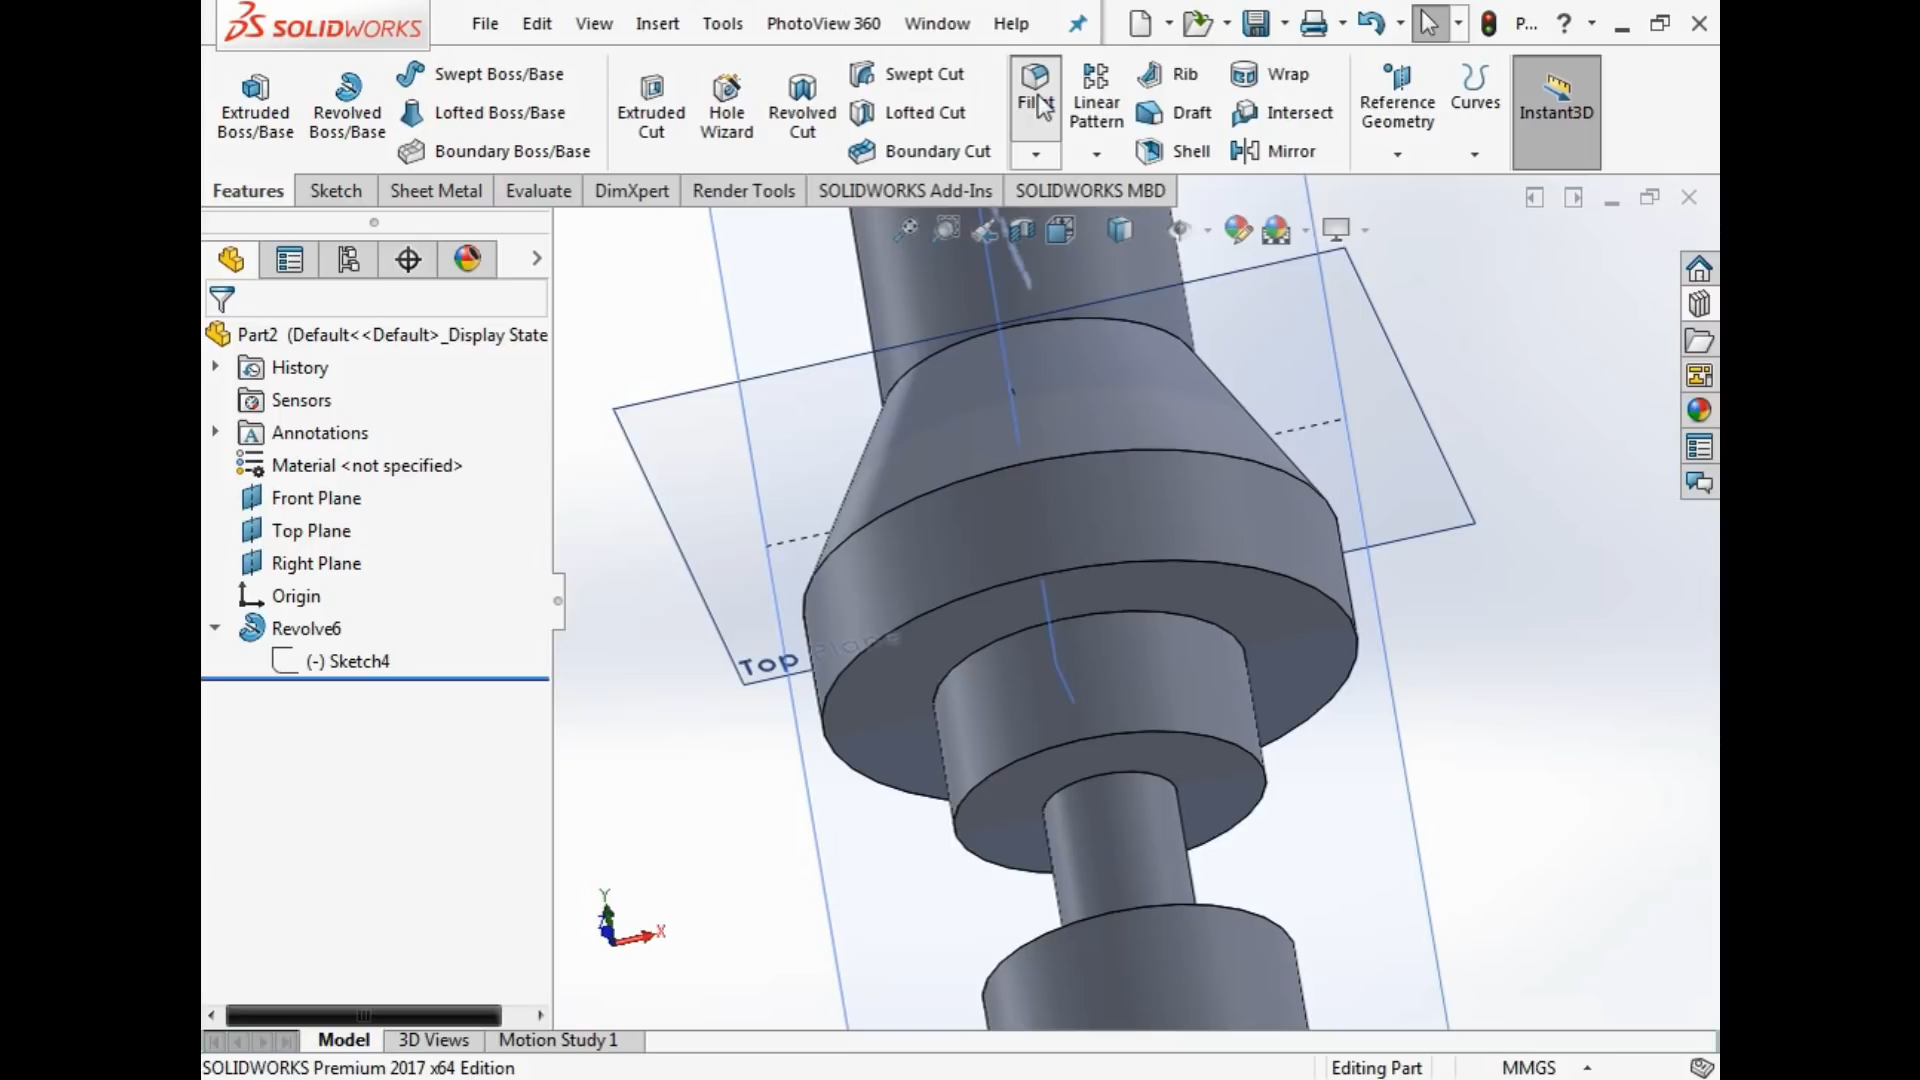 SOLIDWORKS
File Edit View Insert Tools PhotoView 360 Window Help P... ?
Extruded Boss/Base
Revolved Boss/Base
Swept Boss/Base
Lofted Boss/Base
Boundary Boss/Base
Extruded Cut
Hole Wizard
Revolved Cut
Swept Cut
Lofted Cut
Boundary Cut
Fillet
Linear Pattern
Rib
Draft
Shell
Wrap
Intersect
Mirror
Reference Geometry
Curves
Instant3D
Features Sketch Sheet Metal Evaluate DimXpert Render Tools SOLIDWORKS Add-Ins SOLIDWORKS MBD
Part2 (Default<<Default>_Display State
History
Sensors
Annotations
Material <not specified>
Front Plane
Top Plane
Right Plane
Origin
Revolve6
(-) Sketch4
Top Plane
Y
X
Model 3D Views Motion Study 1
SOLIDWORKS Premium 2017 x64 Edition Editing Part MMGS